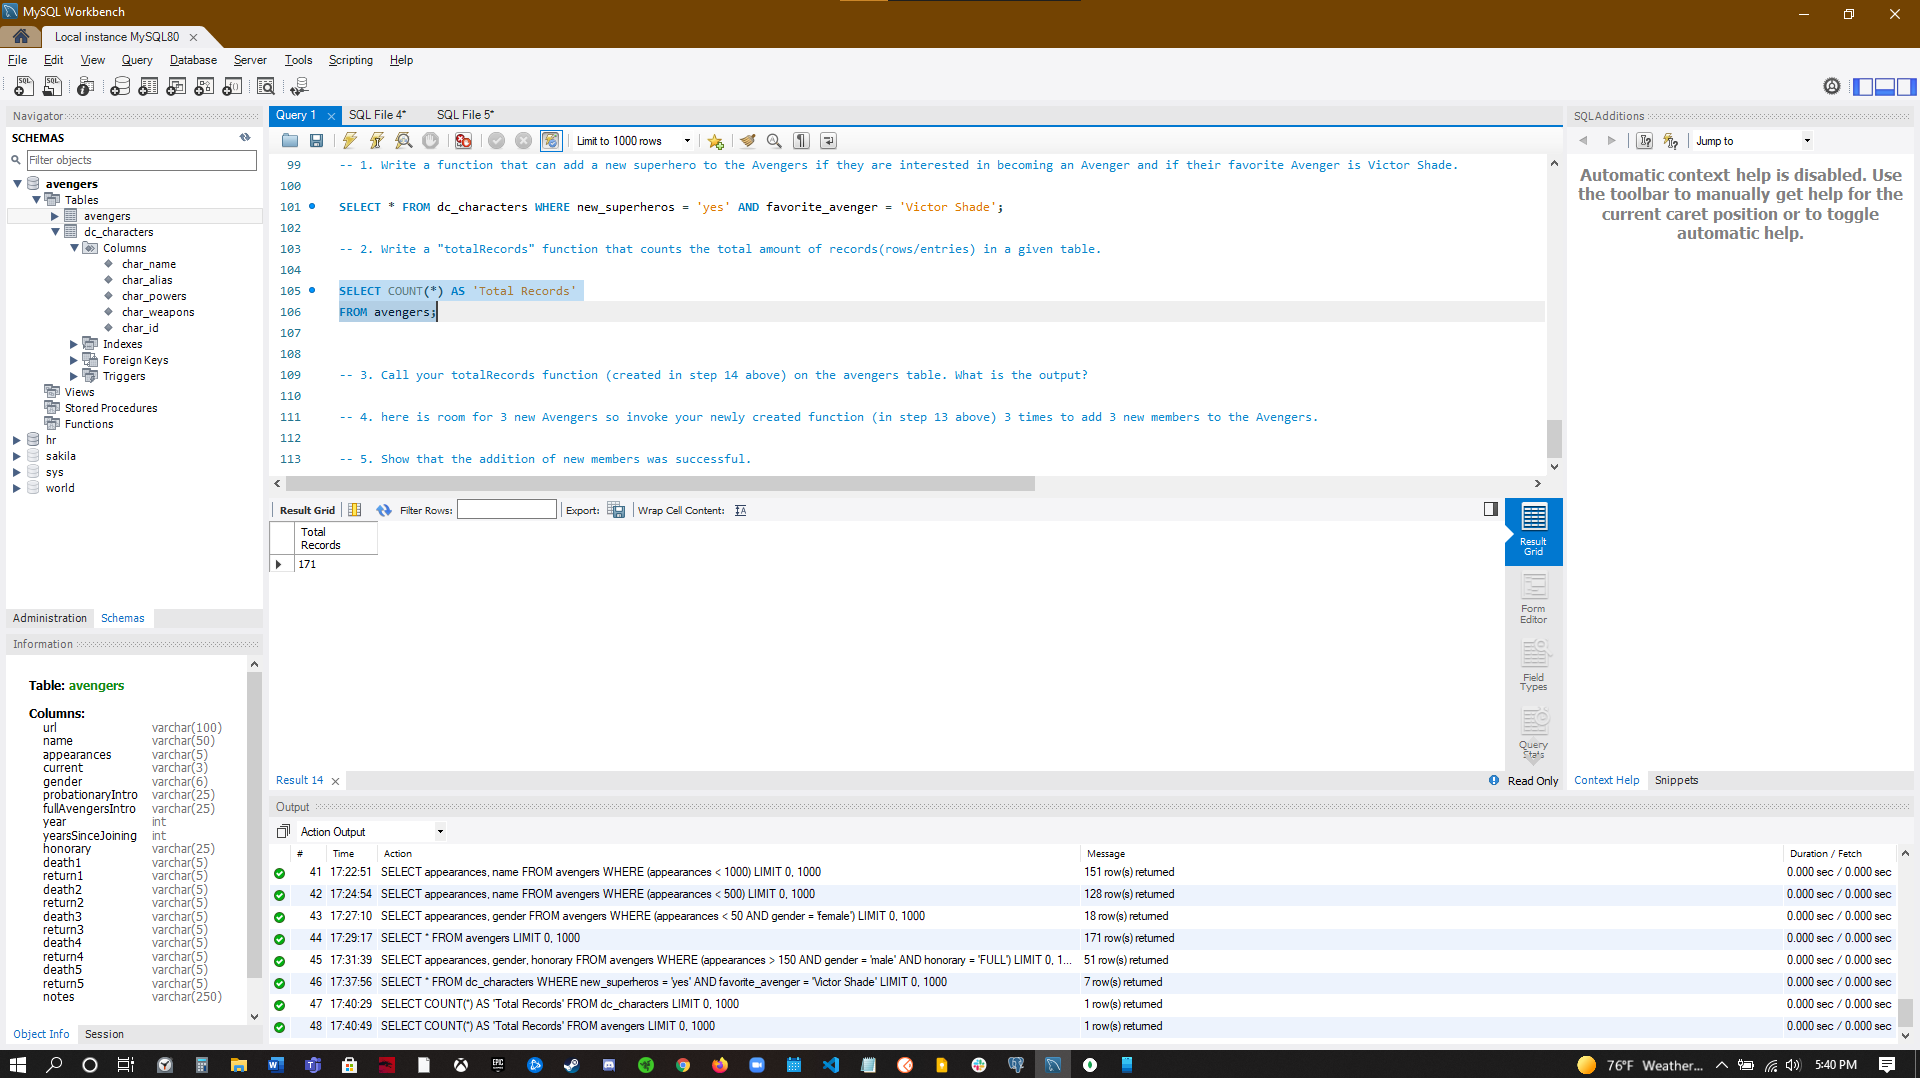 MySQL Workbench
Local instance MySQL80
File Edit View Query Database Server Tools Scripting Help
Navigator
SCHEMAS
Filter objects
avengers
Tables
avengers
dc_characters
Columns
char_name
char_alias
char_powers
char_weapons
char_id
Indexes
Foreign Keys
Triggers
Views
Stored Procedures
Functions
hr
sakila
sys
world
Administration Schemas
Information
Table: avengers
Columns:
url varchar(100)
name varchar(50)
appearances varchar(5)
current varchar(3)
gender varchar(6)
probationaryIntro varchar(25)
fullAvengersIntro varchar(25)
year int
yearsSinceJoining int
honorary varchar(25)
death1 varchar(5)
return1 varchar(5)
death2 varchar(5)
return2 varchar(5)
death3 varchar(5)
return3 varchar(5)
death4 varchar(5)
return4 varchar(5)
death5 varchar(5)
return5 varchar(5)
notes varchar(250)
Object Info Session
Query 1 SQL File 4* SQL File 5*
Limit to 1000 rows
99 -- 1. Write a function that can add a new superhero to the Avengers if they are interested in becoming an Avenger and if their favorite Avenger is Victor Shade.
100
101 SELECT * FROM dc_characters WHERE new_superheros = 'yes' AND favorite_avenger = 'Victor Shade';
102
103 -- 2. Write a "totalRecords" function that counts the total amount of records(rows/entries) in a given table.
104
105 SELECT COUNT(*) AS 'Total Records'
106 FROM avengers;
107
108
109 -- 3. Call your totalRecords function (created in step 14 above) on the avengers table. What is the output?
110
111 -- 4. here is room for 3 new Avengers so invoke your newly created function (in step 13 above) 3 times to add 3 new members to the Avengers.
112
113 -- 5. Show that the addition of new members was successful.
Result Grid Filter Rows: Export: Wrap Cell Content:
Total
Records
171
Result
Grid
Form
Editor
Field
Types
Query
Stats
Result 14
Read Only
SQLAdditions
Jump to
Automatic context help is disabled. Use
the toolbar to manually get help for the
current caret position or to toggle
automatic help.
Context Help Snippets
Output
Action Output
# Time Action Message Duration / Fetch
41 17:22:51 SELECT appearances, name FROM avengers WHERE (appearances < 1000) LIMIT 0, 1000 151 row(s) returned 0.000 sec / 0.000 sec
42 17:24:54 SELECT appearances, name FROM avengers WHERE (appearances < 500) LIMIT 0, 1000 128 row(s) returned 0.000 sec / 0.000 sec
43 17:27:10 SELECT appearances, gender FROM avengers WHERE (appearances < 50 AND gender = 'female') LIMIT 0, 1000 18 row(s) returned 0.000 sec / 0.000 sec
44 17:29:17 SELECT * FROM avengers LIMIT 0, 1000 171 row(s) returned 0.000 sec / 0.000 sec
45 17:31:39 SELECT appearances, gender, honorary FROM avengers WHERE (appearances > 150 AND gender = 'male' AND honorary = 'FULL') LIMIT 0, 1... 51 row(s) returned 0.000 sec / 0.000 sec
46 17:37:56 SELECT * FROM dc_characters WHERE new_superheros = 'yes' AND favorite_avenger = 'Victor Shade' LIMIT 0, 1000 7 row(s) returned 0.000 sec / 0.000 sec
47 17:40:29 SELECT COUNT(*) AS 'Total Records' FROM dc_characters LIMIT 0, 1000 1 row(s) returned 0.000 sec / 0.000 sec
48 17:40:49 SELECT COUNT(*) AS 'Total Records' FROM avengers LIMIT 0, 1000 1 row(s) returned 0.000 sec / 0.000 sec
76°F Weather... 5:40 PM